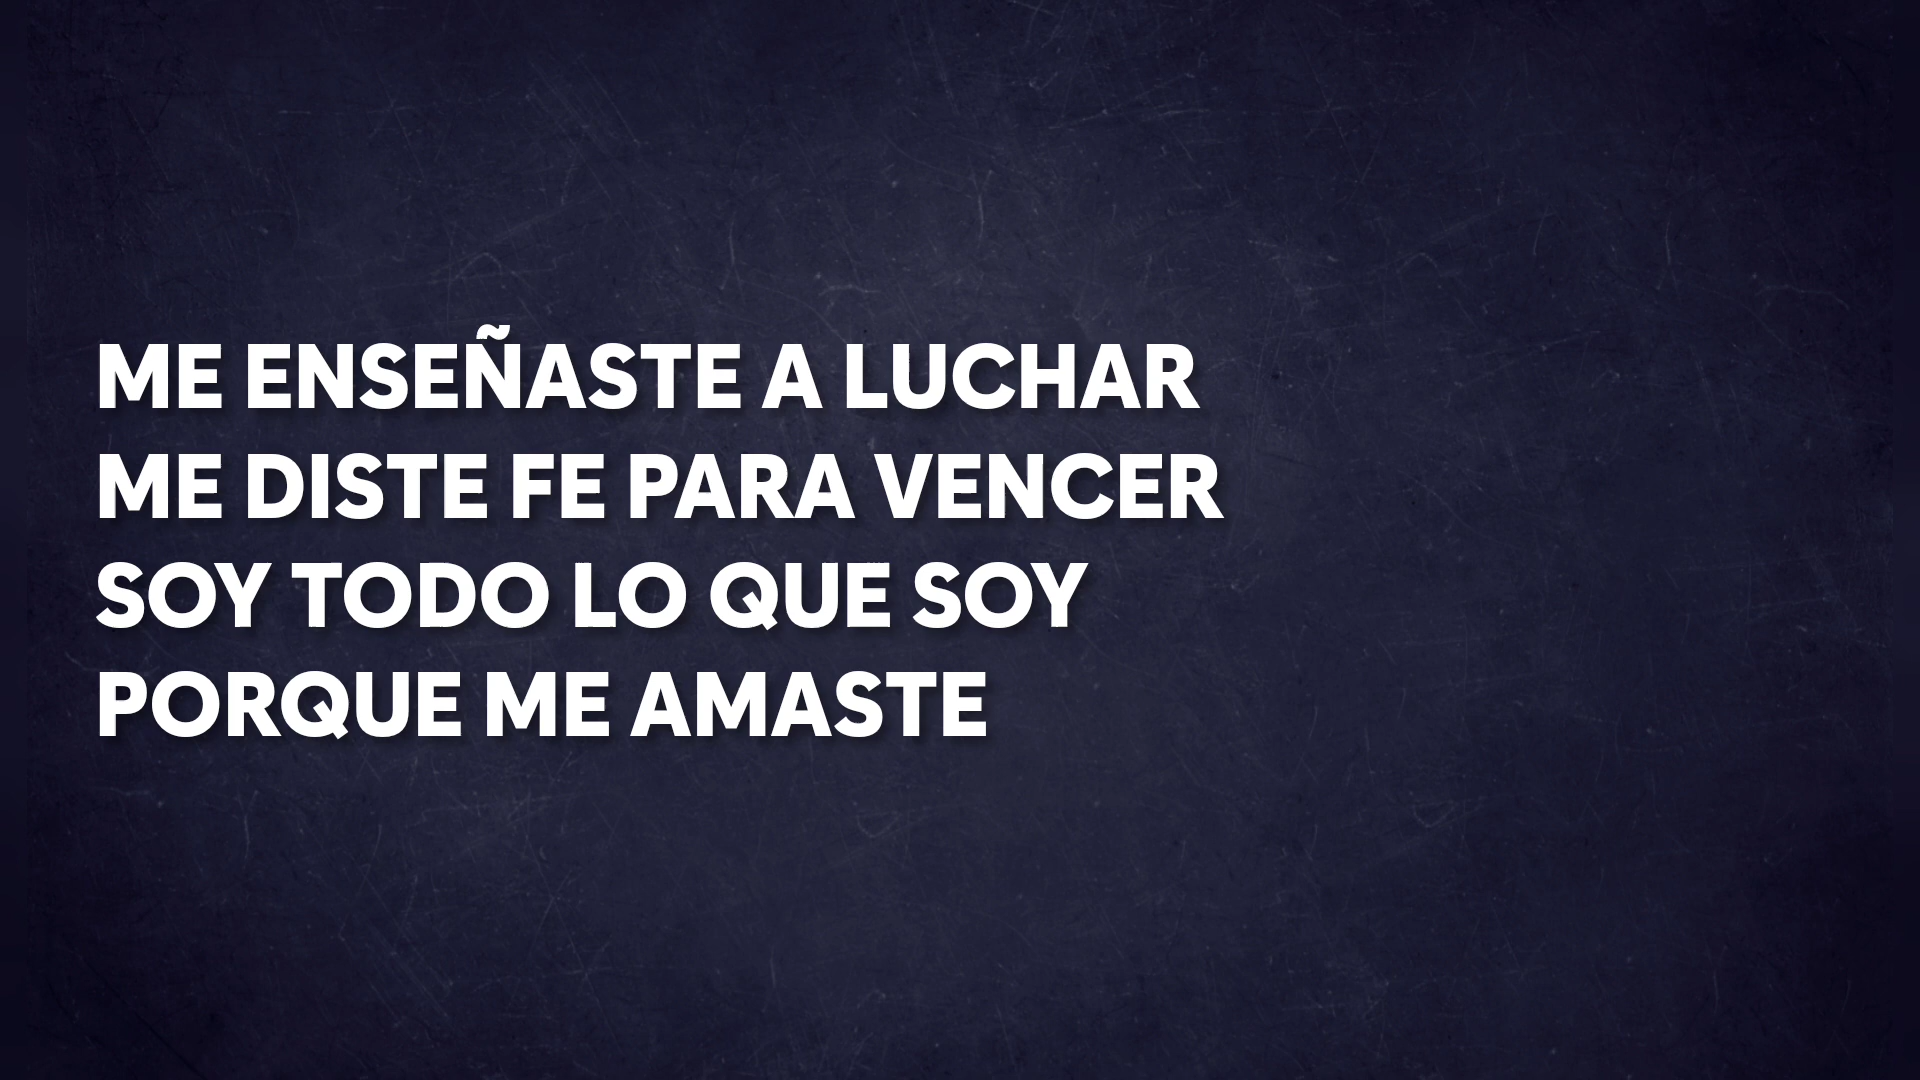 ME ENSEÑASTE A LUCHAR
ME DISTE FE PARA VENCER
SOY TODO LO QUE SOY
PORQUE ME AMASTE